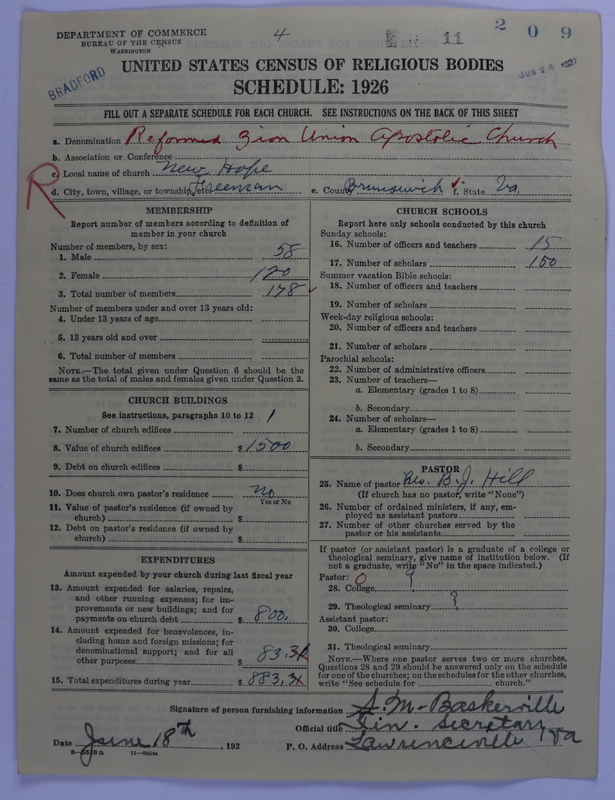 DEPARTMENT OF COMMERCE
BUREAU OF THE CENSUS
WASHINGTON
4
11
209
BRADFORD
JUN 24 1927
UNITED STATES CENSUS OF RELIGIOUS BODIES
SCHEDULE: 1926
FILL OUT A SEPARATE SCHEDULE FOR EACH CHURCH. SEE INSTRUCTIONS ON THE BACK OF THIS SHEET
a. Denomination Reformed Zion Union Apostolic Church
b. Association or Conference
c. Local name of church New Hope
R
d. City, town, village, or township, etc. Freeman e. County Brunswick f. State Va.
MEMBERSHIP
Report number of members according to definition of
member in your church
Number of members, by sex:
1. Male 58
2. Female 120
3. Total number of members 178
Number of members under and over 13 years old:
4. Under 13 years of age
5. 13 years old and over
6. Total number of members
NOTE.—The total given under Question 6 should be the
same as the total of males and females given under Question 3.
CHURCH BUILDINGS
See instructions, paragraphs 10 to 12
7. Number of church edifices 1
8. Value of church edifices $1500
9. Debt on church edifices $
10. Does church own pastor's residence No
Yes or No
11. Value of pastor's residence (if owned by
church) $
12. Debt on pastor's residence (if owned by
church) $
EXPENDITURES
Amount expended by your church during last fiscal year
13. Amount expended for salaries, repairs,
and other running expenses; for im-
provements or new buildings; and for
payments on church debt $800.
14. Amount expended for benevolences, in-
cluding home and foreign missions; for
denominational support; and for all
other purposes $83.31
15. Total expenditures during year $883.31
CHURCH SCHOOLS
Report here only schools conducted by this church
Sunday schools:
16. Number of officers and teachers 15
17. Number of scholars 150
Summer vacation Bible schools:
18. Number of officers and teachers
19. Number of scholars
Week-day religious schools:
20. Number of officers and teachers
21. Number of scholars
Parochial schools:
22. Number of administrative officers
23. Number of teachers—
a. Elementary (grades 1 to 8)
b. Secondary
24. Number of scholars—
a. Elementary (grades 1 to 8)
b. Secondary
PASTOR
25. Name of pastor Rev. B. J. Hill
(If church has no pastor, write "None")
26. Number of ordained ministers, if any, em-
ployed as assistant pastors
27. Number of other churches served by the
pastor or his assistants
If pastor (or assistant pastor) is a graduate of a college or
theological seminary, give name of institution below. (If
not a graduate, write "No" in the space indicated.)
Pastor: O
28. College ?
29. Theological seminary ?
Assistant pastor:
30. College
31. Theological seminary
NOTE.—Where one pastor serves two or more churches,
Questions 28 and 29 should be answered only on the schedule
for one of the churches; on the schedules for the other churches,
write "See schedule for church."
Signature of person furnishing information A. M. Baskerville
Official title Gin. Secretary
Date June 18th, 192 P. O. Address Lawrenceville Va
8—5518a 11—9054a